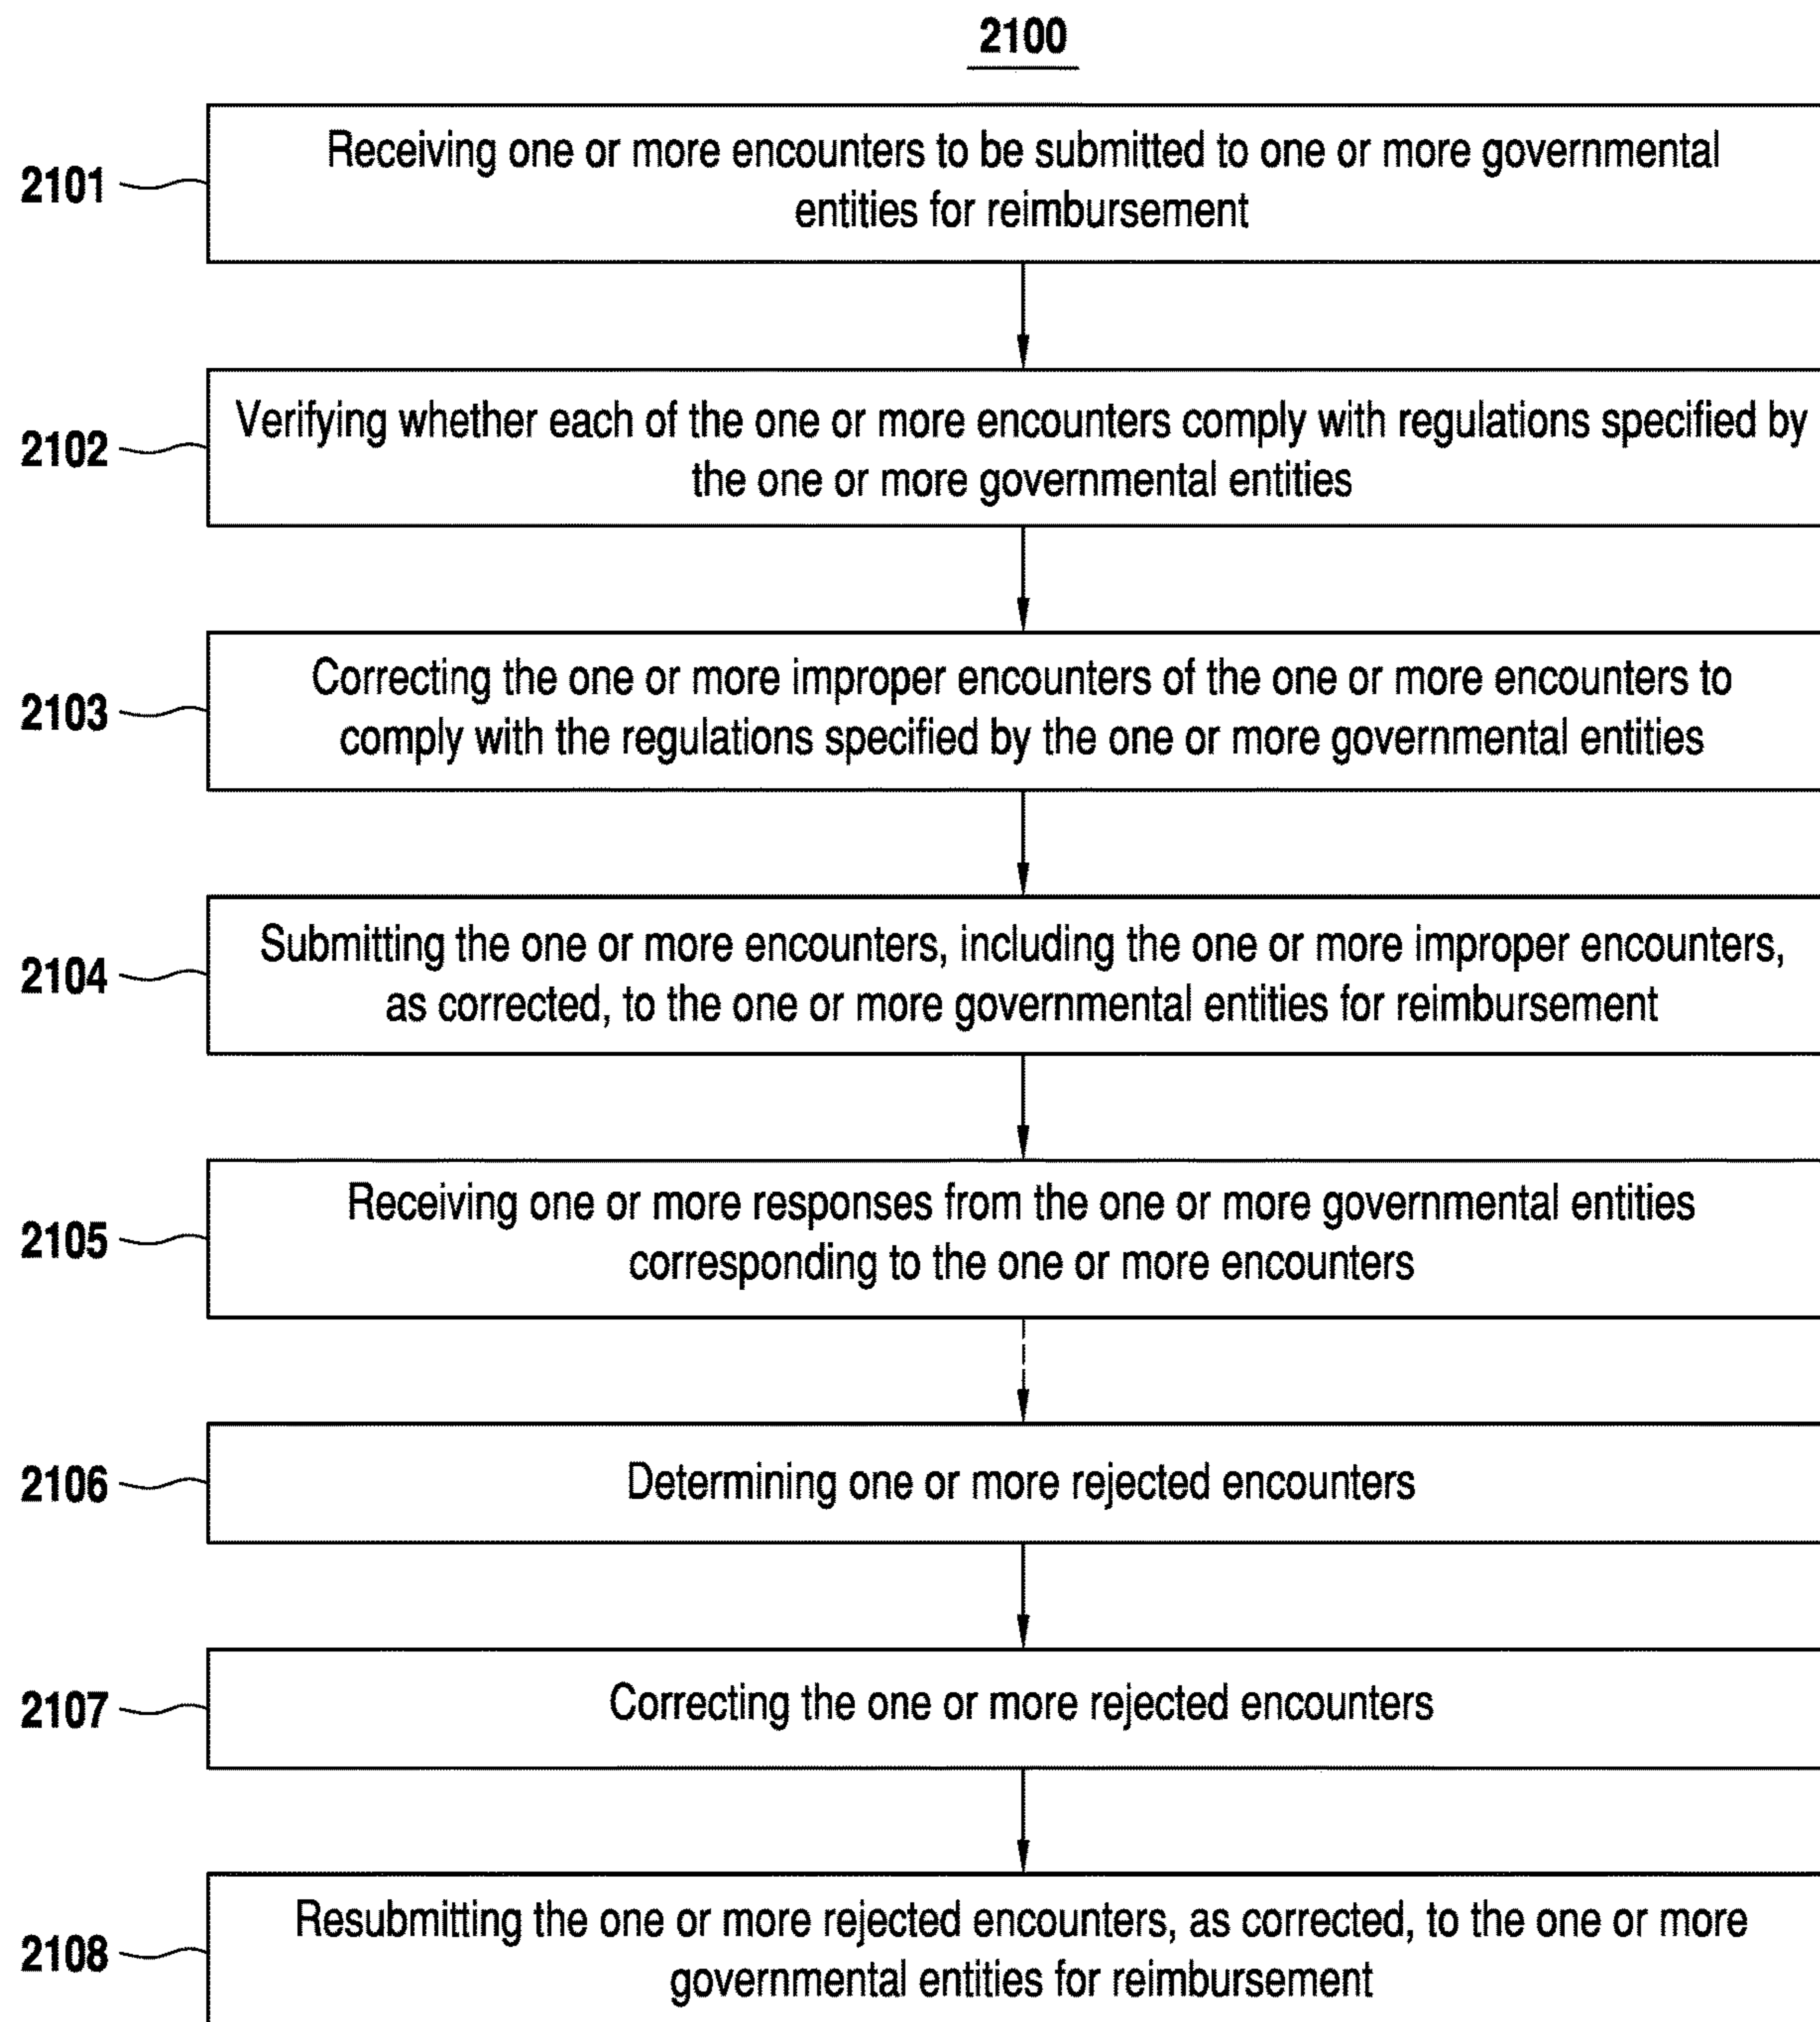 2100
2101
Receiving one or more encounters to be submitted to one or more governmental
entities for reimbursement
2102
Verifying whether each of the one or more encounters comply with regulations specified by
the one or more governmental entities
2103
Correcting the one or more improper encounters of the one or more encounters to
comply with the regulations specified by the one or more governmental entities
2104
Submitting the one or more encounters, including the one or more improper encounters,
as corrected, to the one or more governmental entities for reimbursement
2105
Receiving one or more responses from the one or more governmental entities
corresponding to the one or more encounters
2106
Determining one or more rejected encounters
2107
Correcting the one or more rejected encounters
2108
Resubmitting the one or more rejected encounters, as corrected, to the one or more
governmental entities for reimbursement